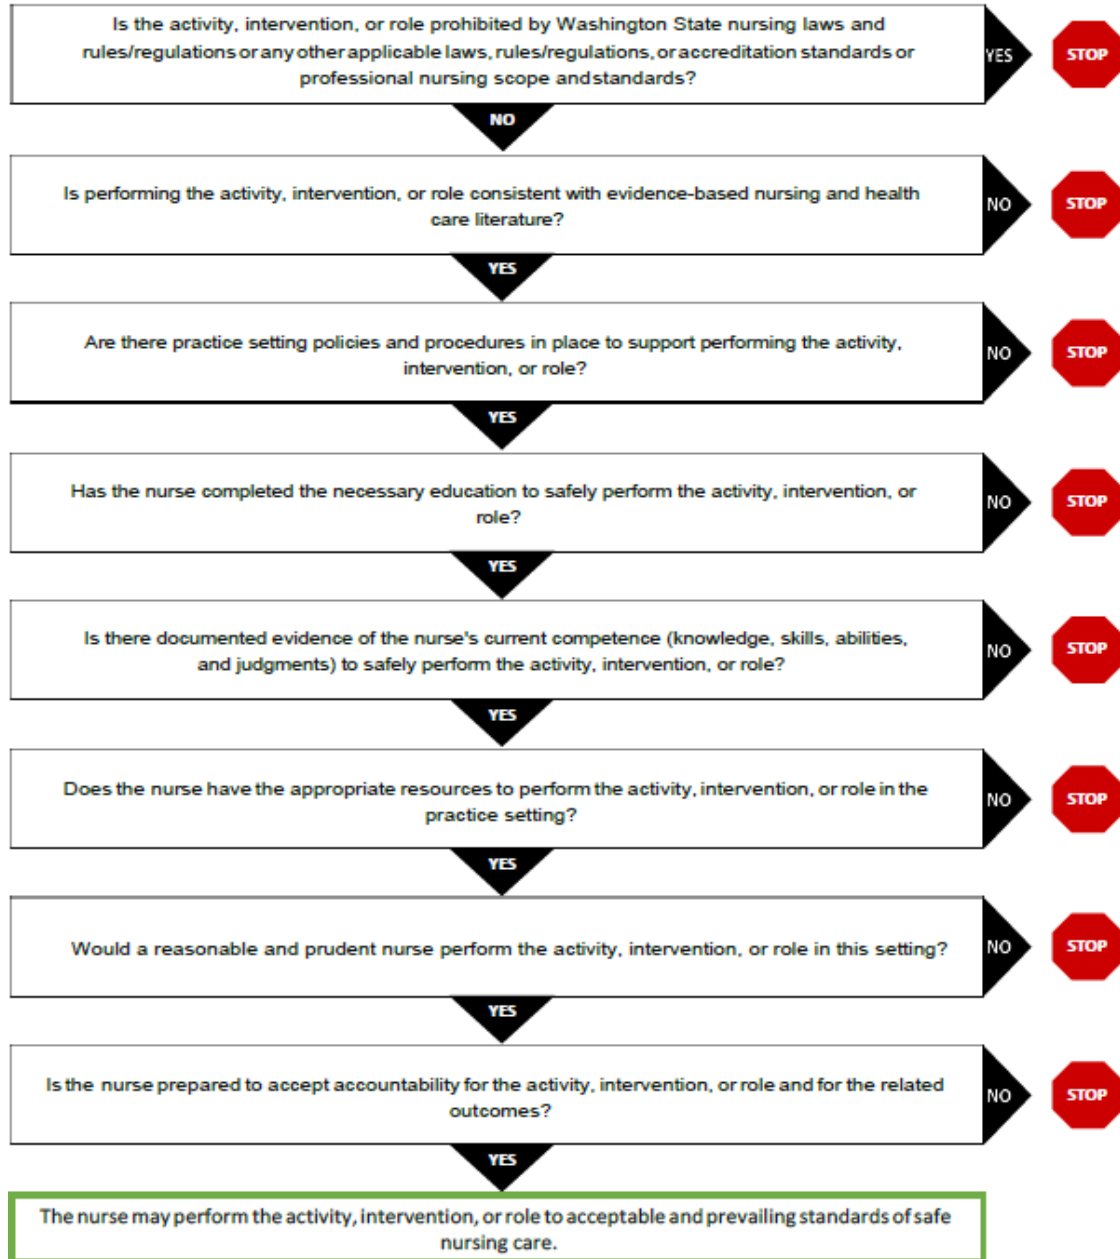 Is the activity, intervention, or role prohibited by Washington State nursing laws and
rules/regulations or any other applicable laws, rules/regulations, or accreditation standards or
professional nursing scope and standards?
YES
STOP
NO
Is performing the activity, intervention, or role consistent with evidence-based nursing and health
care literature?
NO
STOP
YES
Are there practice setting policies and procedures in place to support performing the activity,
intervention, or role?
NO
STOP
YES
Has the nurse completed the necessary education to safely perform the activity, intervention, or
role?
NO
STOP
YES
Is there documented evidence of the nurse's current competence (knowledge, skills, abilities,
and judgments) to safely perform the activity, intervention, or role?
NO
STOP
YES
Does the nurse have the appropriate resources to perform the activity, intervention, or role in the
practice setting?
NO
STOP
YES
Would a reasonable and prudent nurse perform the activity, intervention, or role in this setting?
NO
STOP
YES
Is the nurse prepared to accept accountability for the activity, intervention, or role and for the related
outcomes?
NO
STOP
YES
The nurse may perform the activity, intervention, or role to acceptable and prevailing standards of safe
nursing care.